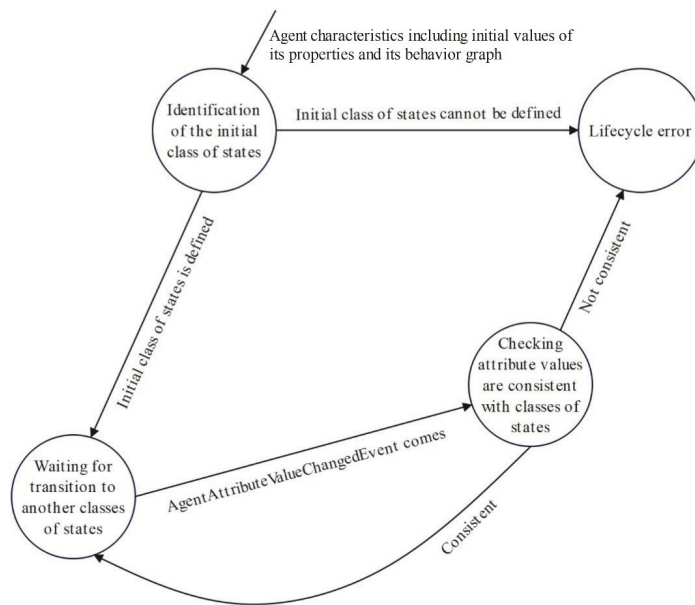 Agent characteristics including initial values of
its properties and its behavior graph
Identification
of the initial
class of states
Initial class of states cannot be defined
Lifecycle error
Initial class of states is defined
Not consistent
Checking
attribute values
are consistent
with classes of
states
Waiting for
transition to
another classes
of states
AgentAttributeValueChangedEvent comes
Consistent